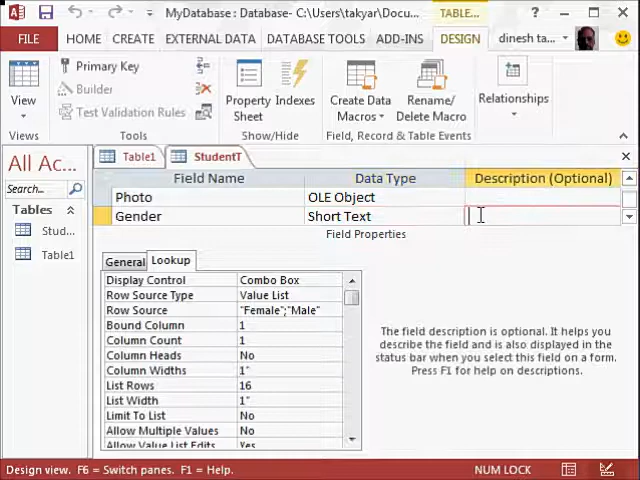 MyDatabase : Database- C:\Users\takyar\Docu...
TABLE...
FILE
HOME
CREATE
EXTERNAL DATA
DATABASE TOOLS
ADD-INS
DESIGN
dinesh ta...
View
Primary Key
Builder
Test Validation Rules
Property
Sheet
Indexes
Create Data
Macros
Rename/
Delete Macro
Relationships
Views
Tools
Show/Hide
Field, Record & Table Events
All Ac...
Search...
Tables
Stud...
Table1
Table1
StudentT
Field Name
Data Type
Description (Optional)
Photo
OLE Object
Gender
Short Text
Field Properties
General
Lookup
Display Control
Combo Box
Row Source Type
Value List
Row Source
"Female";"Male"
Bound Column
1
Column Count
1
Column Heads
No
Column Widths
1"
List Rows
16
List Width
1"
Limit To List
No
Allow Multiple Values
No
Allow Value List Edits
Yes
The field description is optional. It helps you
describe the field and is also displayed in the
status bar when you select this field on a form.
Press F1 for help on descriptions.
Design view. F6 = Switch panes. F1 = Help.
NUM LOCK